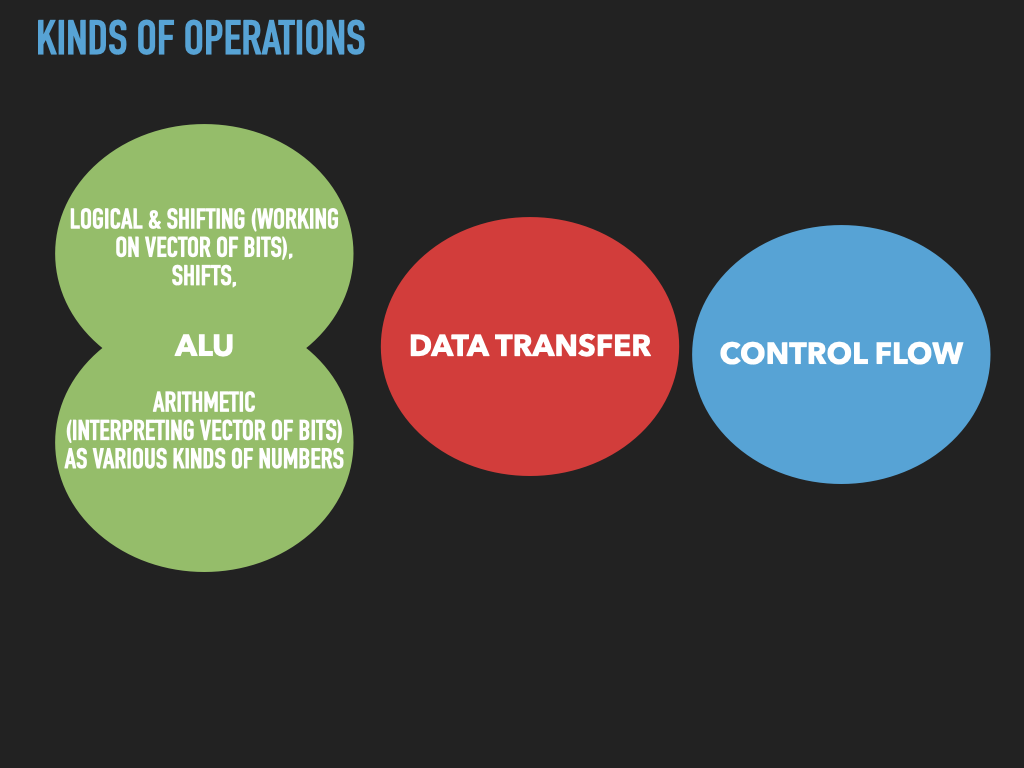 KINDS OF OPERATIONS
LOGICAL & SHIFTING (WORKING
ON VECTOR OF BITS),
SHIFTS,
ALU
ARITHMETIC
(INTERPRETING VECTOR OF BITS)
AS VARIOUS KINDS OF NUMBERS
DATA TRANSFER
CONTROL FLOW